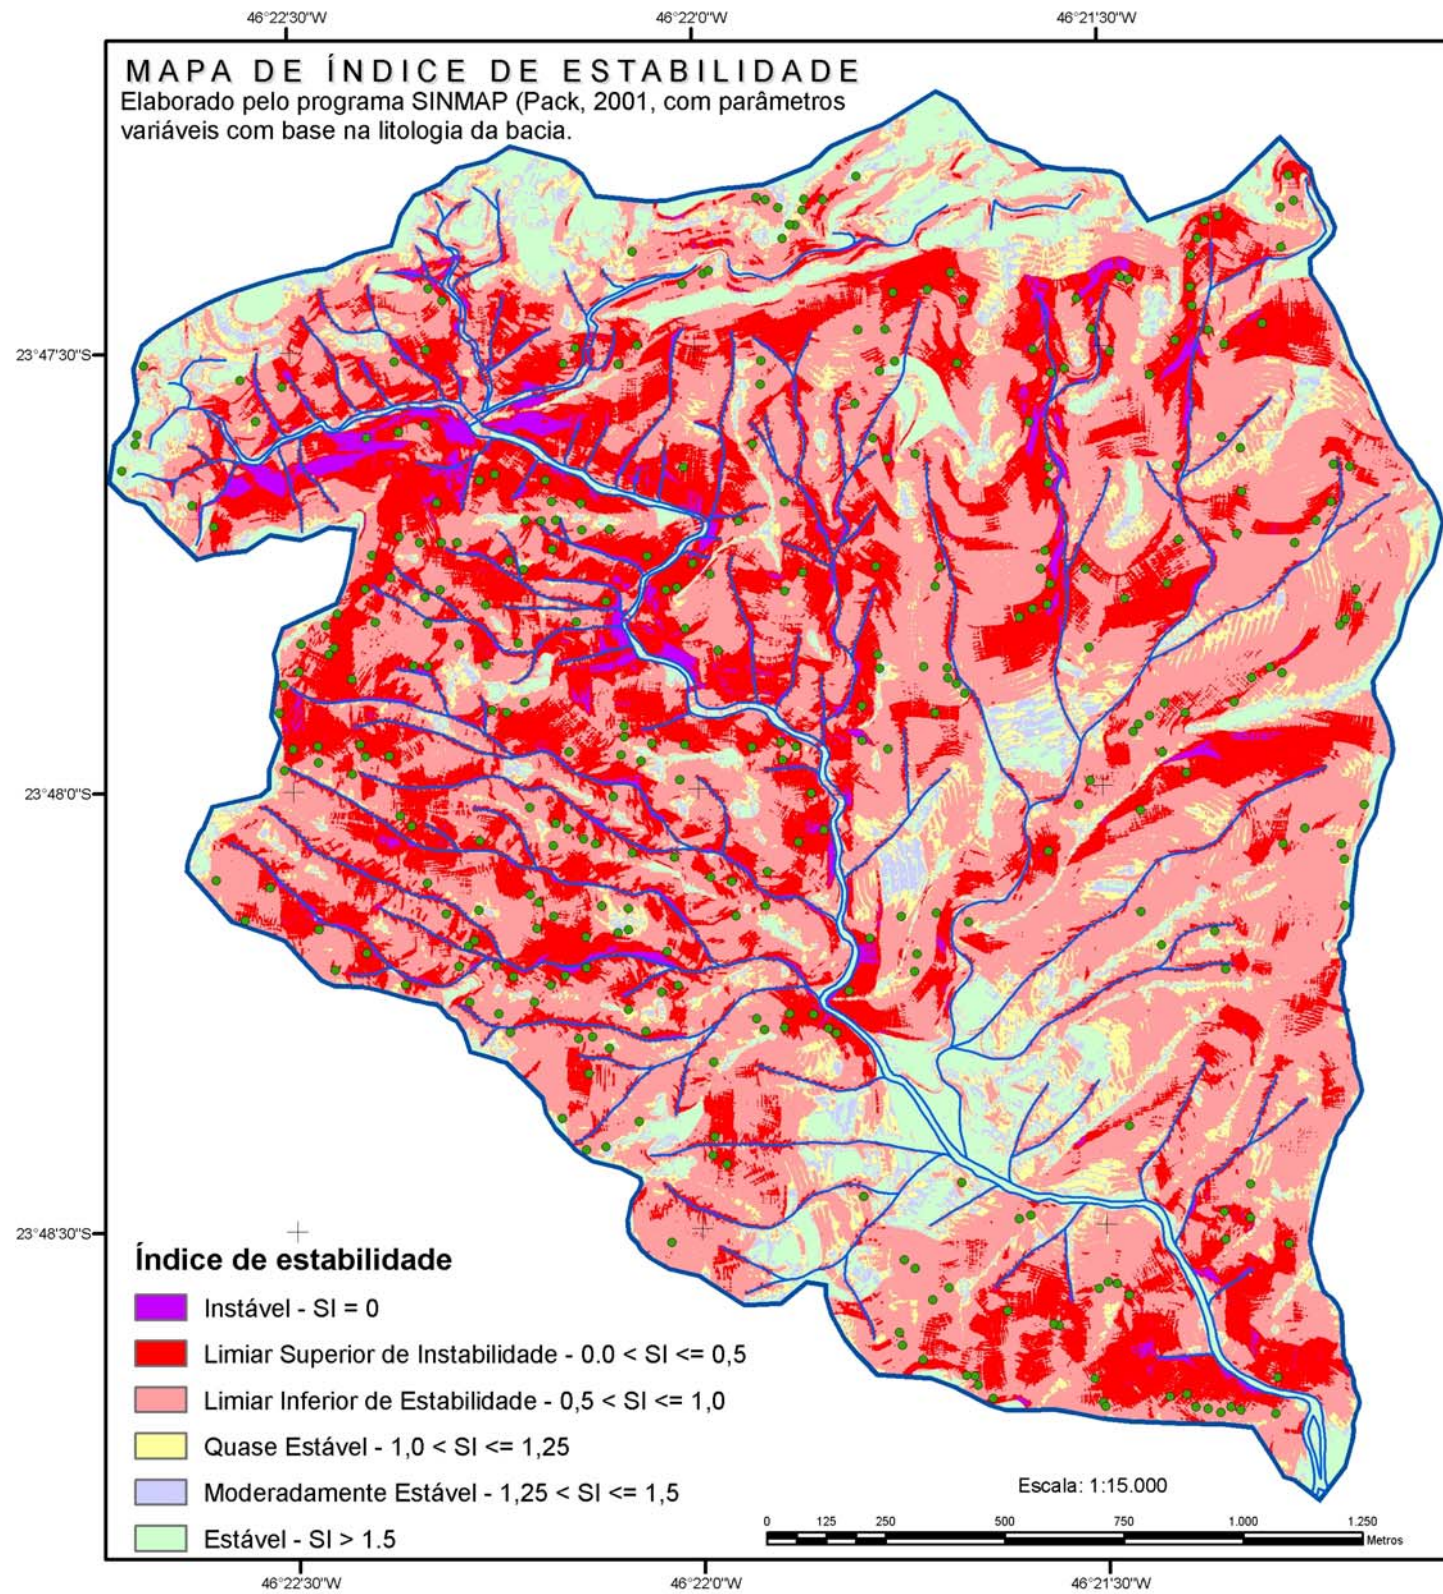 46°22'30"W 46°22'0"W 46°21'30"W
MAPA DE ÍNDICE DE ESTABILIDADE
Elaborado pelo programa SINMAP (Pack, 2001, com parâmetros
variáveis com base na litologia da bacia.
23°47'30"S
23°48'0"S
23°48'30"S
Índice de estabilidade
Instável - SI = 0
Limiar Superior de Instabilidade - 0.0 < SI <= 0,5
Limiar Inferior de Estabilidade - 0,5 < SI <= 1,0
Quase Estável - 1,0 < SI <= 1,25
Moderadamente Estável - 1,25 < SI <= 1,5
Estável - SI > 1.5
Escala: 1:15.000
0 125 250 500 750 1.000 1.250
Metros
46°22'30"W 46°22'0"W 46°21'30"W